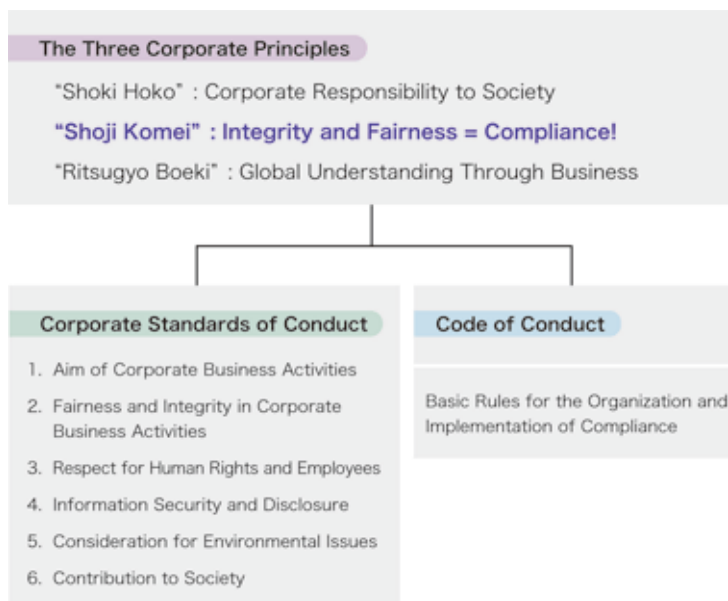 The Three Corporate Principles
“Shoki Hoko” : Corporate Responsibility to Society
“Shoji Komei” : Integrity and Fairness = Compliance!
“Ritsugyo Boeki” : Global Understanding Through Business
Corporate Standards of Conduct
1. Aim of Corporate Business Activities
2. Fairness and Integrity in Corporate
Business Activities
3. Respect for Human Rights and Employees
4. Information Security and Disclosure
5. Consideration for Environmental Issues
6. Contribution to Society
Code of Conduct
Basic Rules for the Organization and
Implementation of Compliance